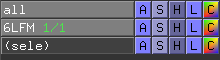 all A S H L C
6LFM 1/1 A S H L C
(sele) A S H L C